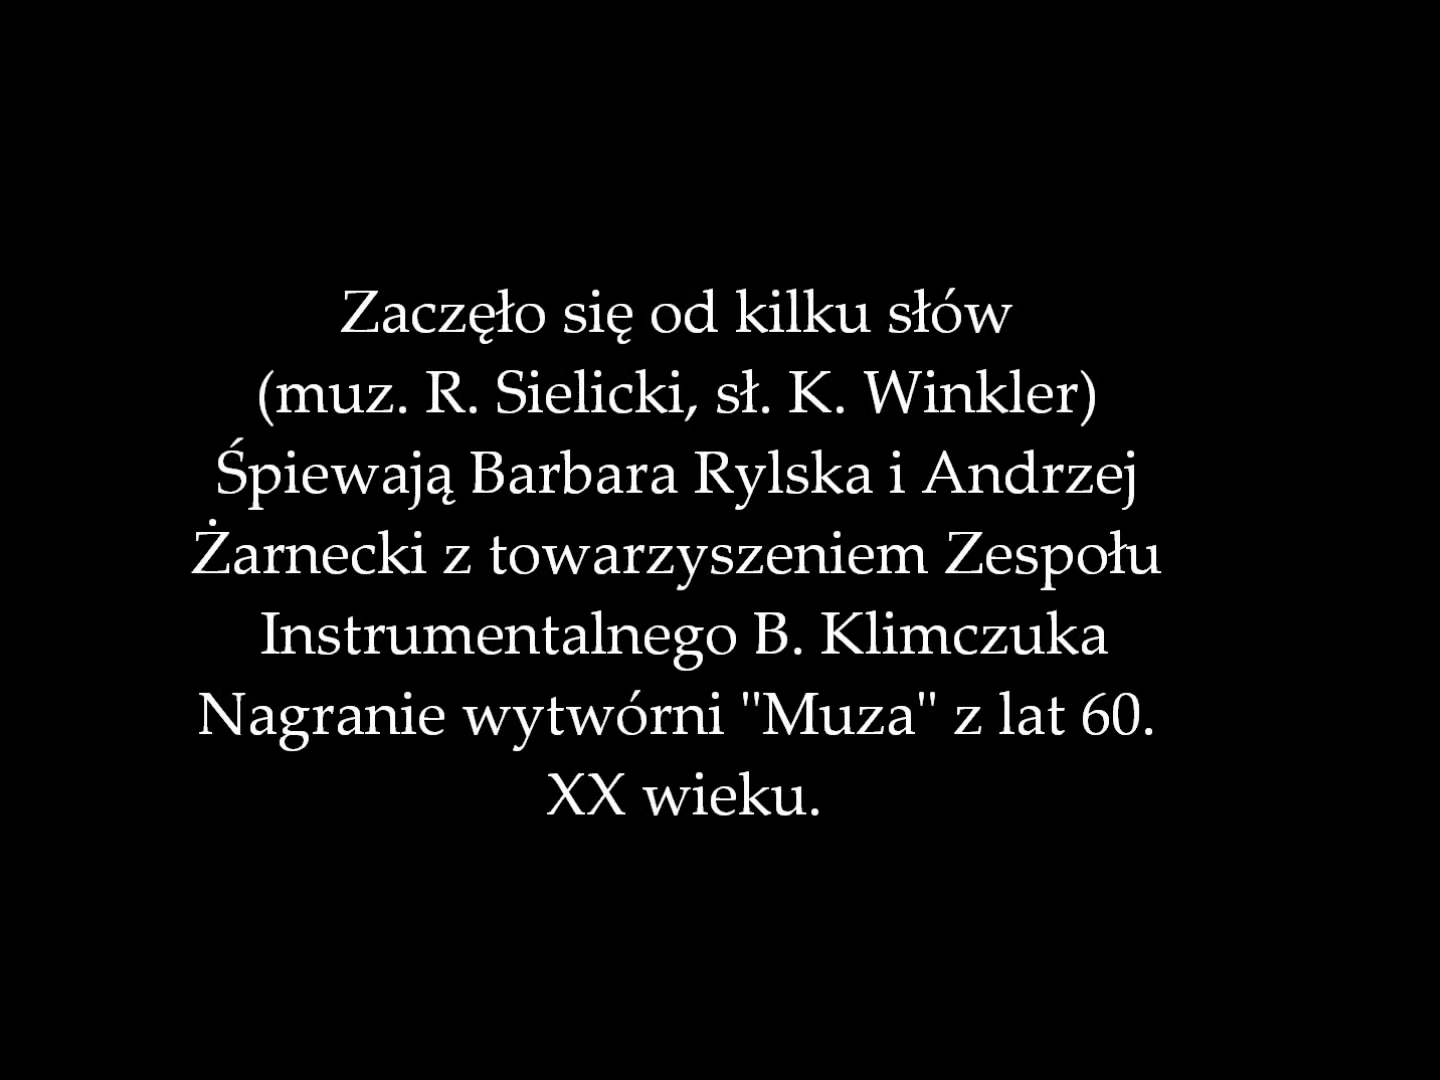 Zaczęło się od kilku słów
(muz. R. Sielicki, sł. K. Winkler)
Śpiewają Barbara Rylska i Andrzej
Żarnecki z towarzyszeniem Zespołu
Instrumentalnego B. Klimczuka
Nagranie wytwórni "Muza" z lat 60.
XX wieku.